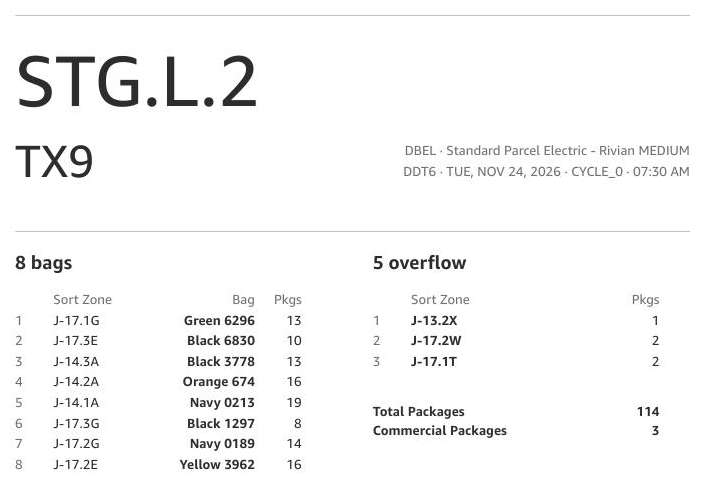 STG.L.2
TX9
DBEL · Standard Parcel Electric - Rivian MEDIUM
DDT6 · TUE, NOV 24, 2026 · CYCLE_0 · 07:30 AM
8 bags
Sort Zone Bag Pkgs
1 J-17.1G Green 6296 13
2 J-17.3E Black 6830 10
3 J-14.3A Black 3778 13
4 J-14.2A Orange 674 16
5 J-14.1A Navy 0213 19
6 J-17.3G Black 1297 8
7 J-17.2G Navy 0189 14
8 J-17.2E Yellow 3962 16
5 overflow
Sort Zone Pkgs
1 J-13.2X 1
2 J-17.2W 2
3 J-17.1T 2
Total Packages 114
Commercial Packages 3